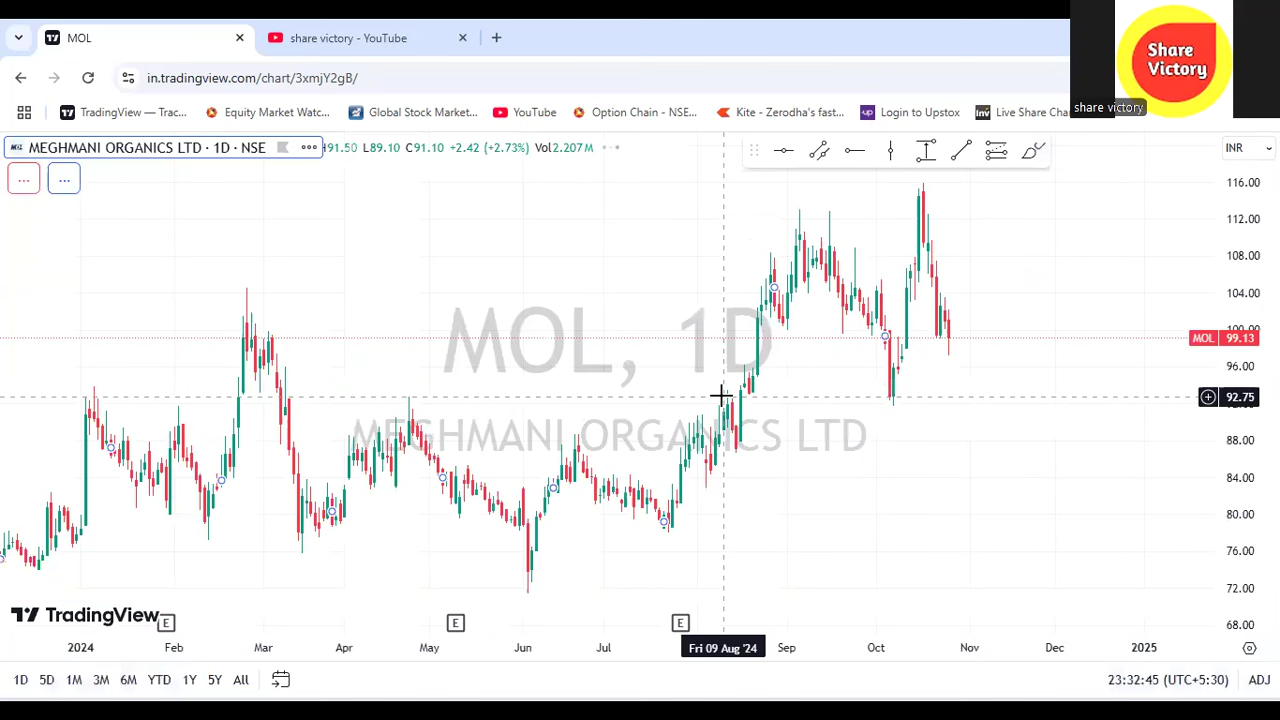 MOL
share victory - YouTube
Share
Victory
share victory
in.tradingview.com/chart/3xmjY2gB/
TradingView — Trac...
Equity Market Watc...
Global Stock Market...
YouTube
Option Chain - NSE...
Kite - Zerodha's fast...
Login to Upstox
Live Share Cha
MEGHMANI ORGANICS LTD · 1D · NSE
H91.50 L89.10 C91.10 +2.42 (+2.73%) Vol2.207 M
INR
MOL, 1D
MEGHMANI ORGANICS LTD
116.00
112.00
108.00
104.00
100.00
MOL 99.13
96.00
92.75
88.00
84.00
80.00
76.00
72.00
68.00
TradingView
E
E
E
2024 Feb Mar Apr May Jun Jul Fri 09 Aug '24 Sep Oct Nov Dec 2025
1D 5D 1M 3M 6M YTD 1Y 5Y All
23:32:45 (UTC+5:30) ADJ